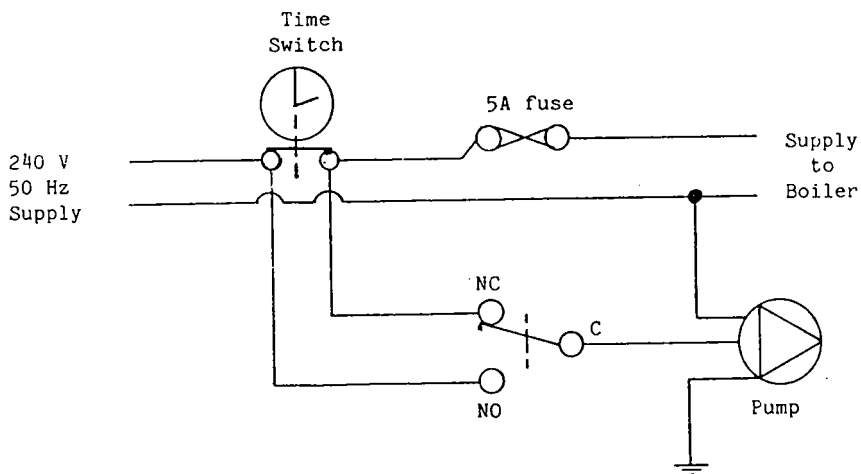 Time
Switch
5A fuse
240 V
50 Hz
Supply
Supply
to
Boiler
NC
C
NO
Pump